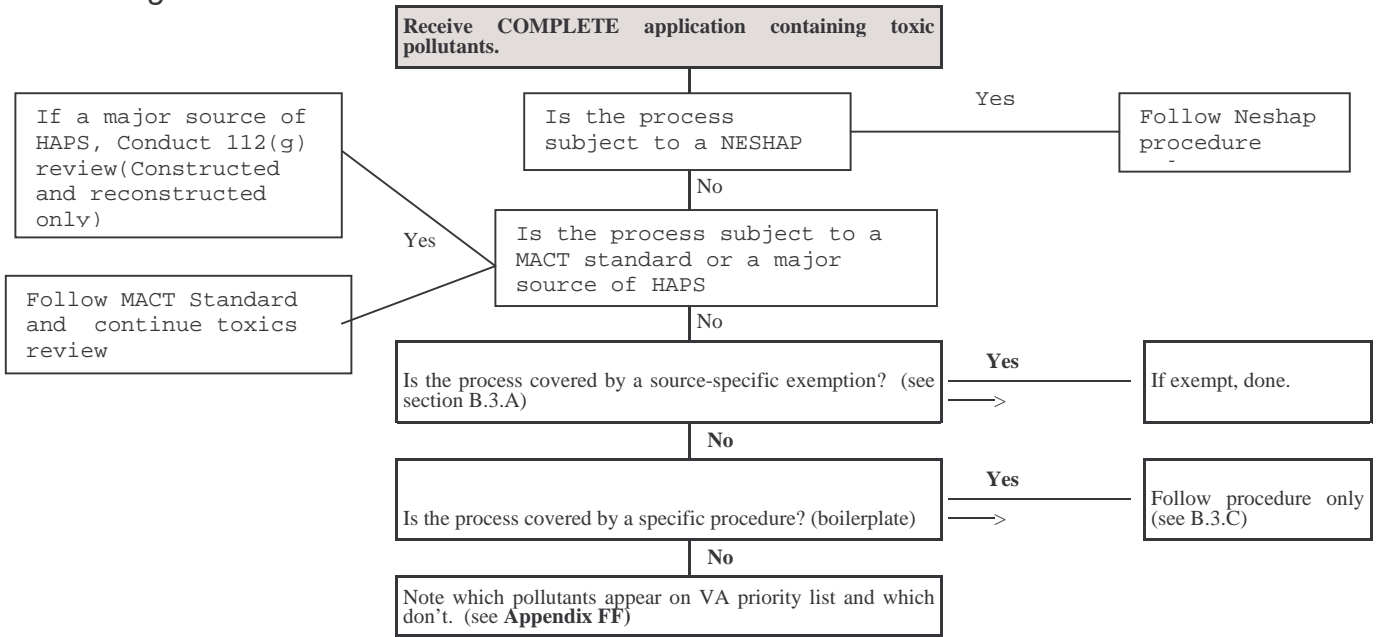 Receive COMPLETE application containing toxic
pollutants.
If a major source of
HAPS, Conduct 112(g)
review(Constructed
and reconstructed
only)
Is the process
subject to a NESHAP
Yes
Follow Neshap
procedure
No
Yes
Is the process subject to a
MACT standard or a major
source of HAPS
Follow MACT Standard
and continue toxics
review
No
Is the process covered by a source-specific exemption? (see
section B.3.A)
Yes
If exempt, done.
No
Is the process covered by a specific procedure? (boilerplate)
Yes
Follow procedure only
(see B.3.C)
No
Note which pollutants appear on VA priority list and which
don't. (see Appendix FF)